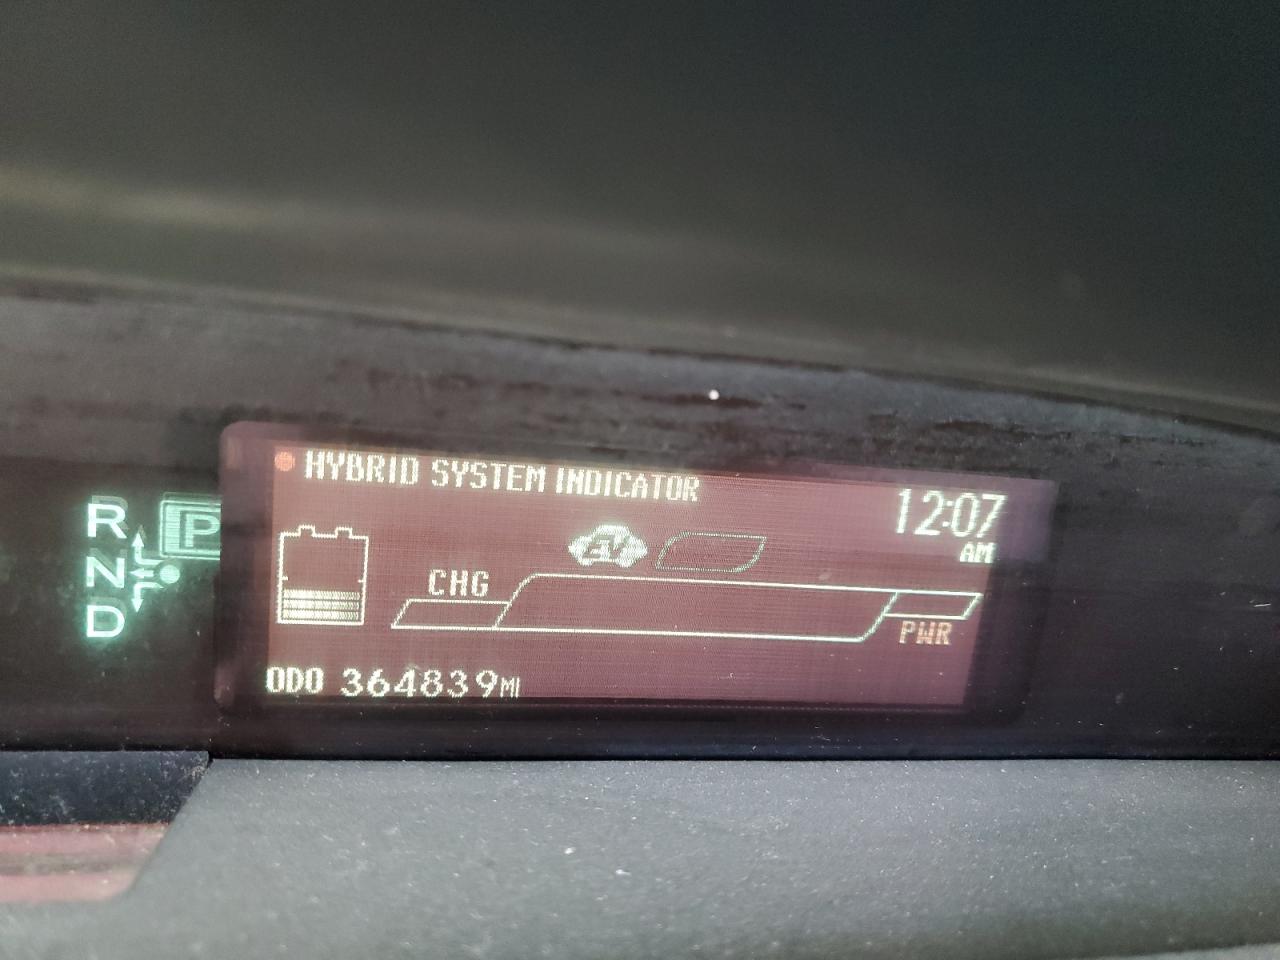 HYBRID SYSTEM INDICATOR
12:07
AM
R
P
N
D
EV
CHG
PWR
ODO 364839MI